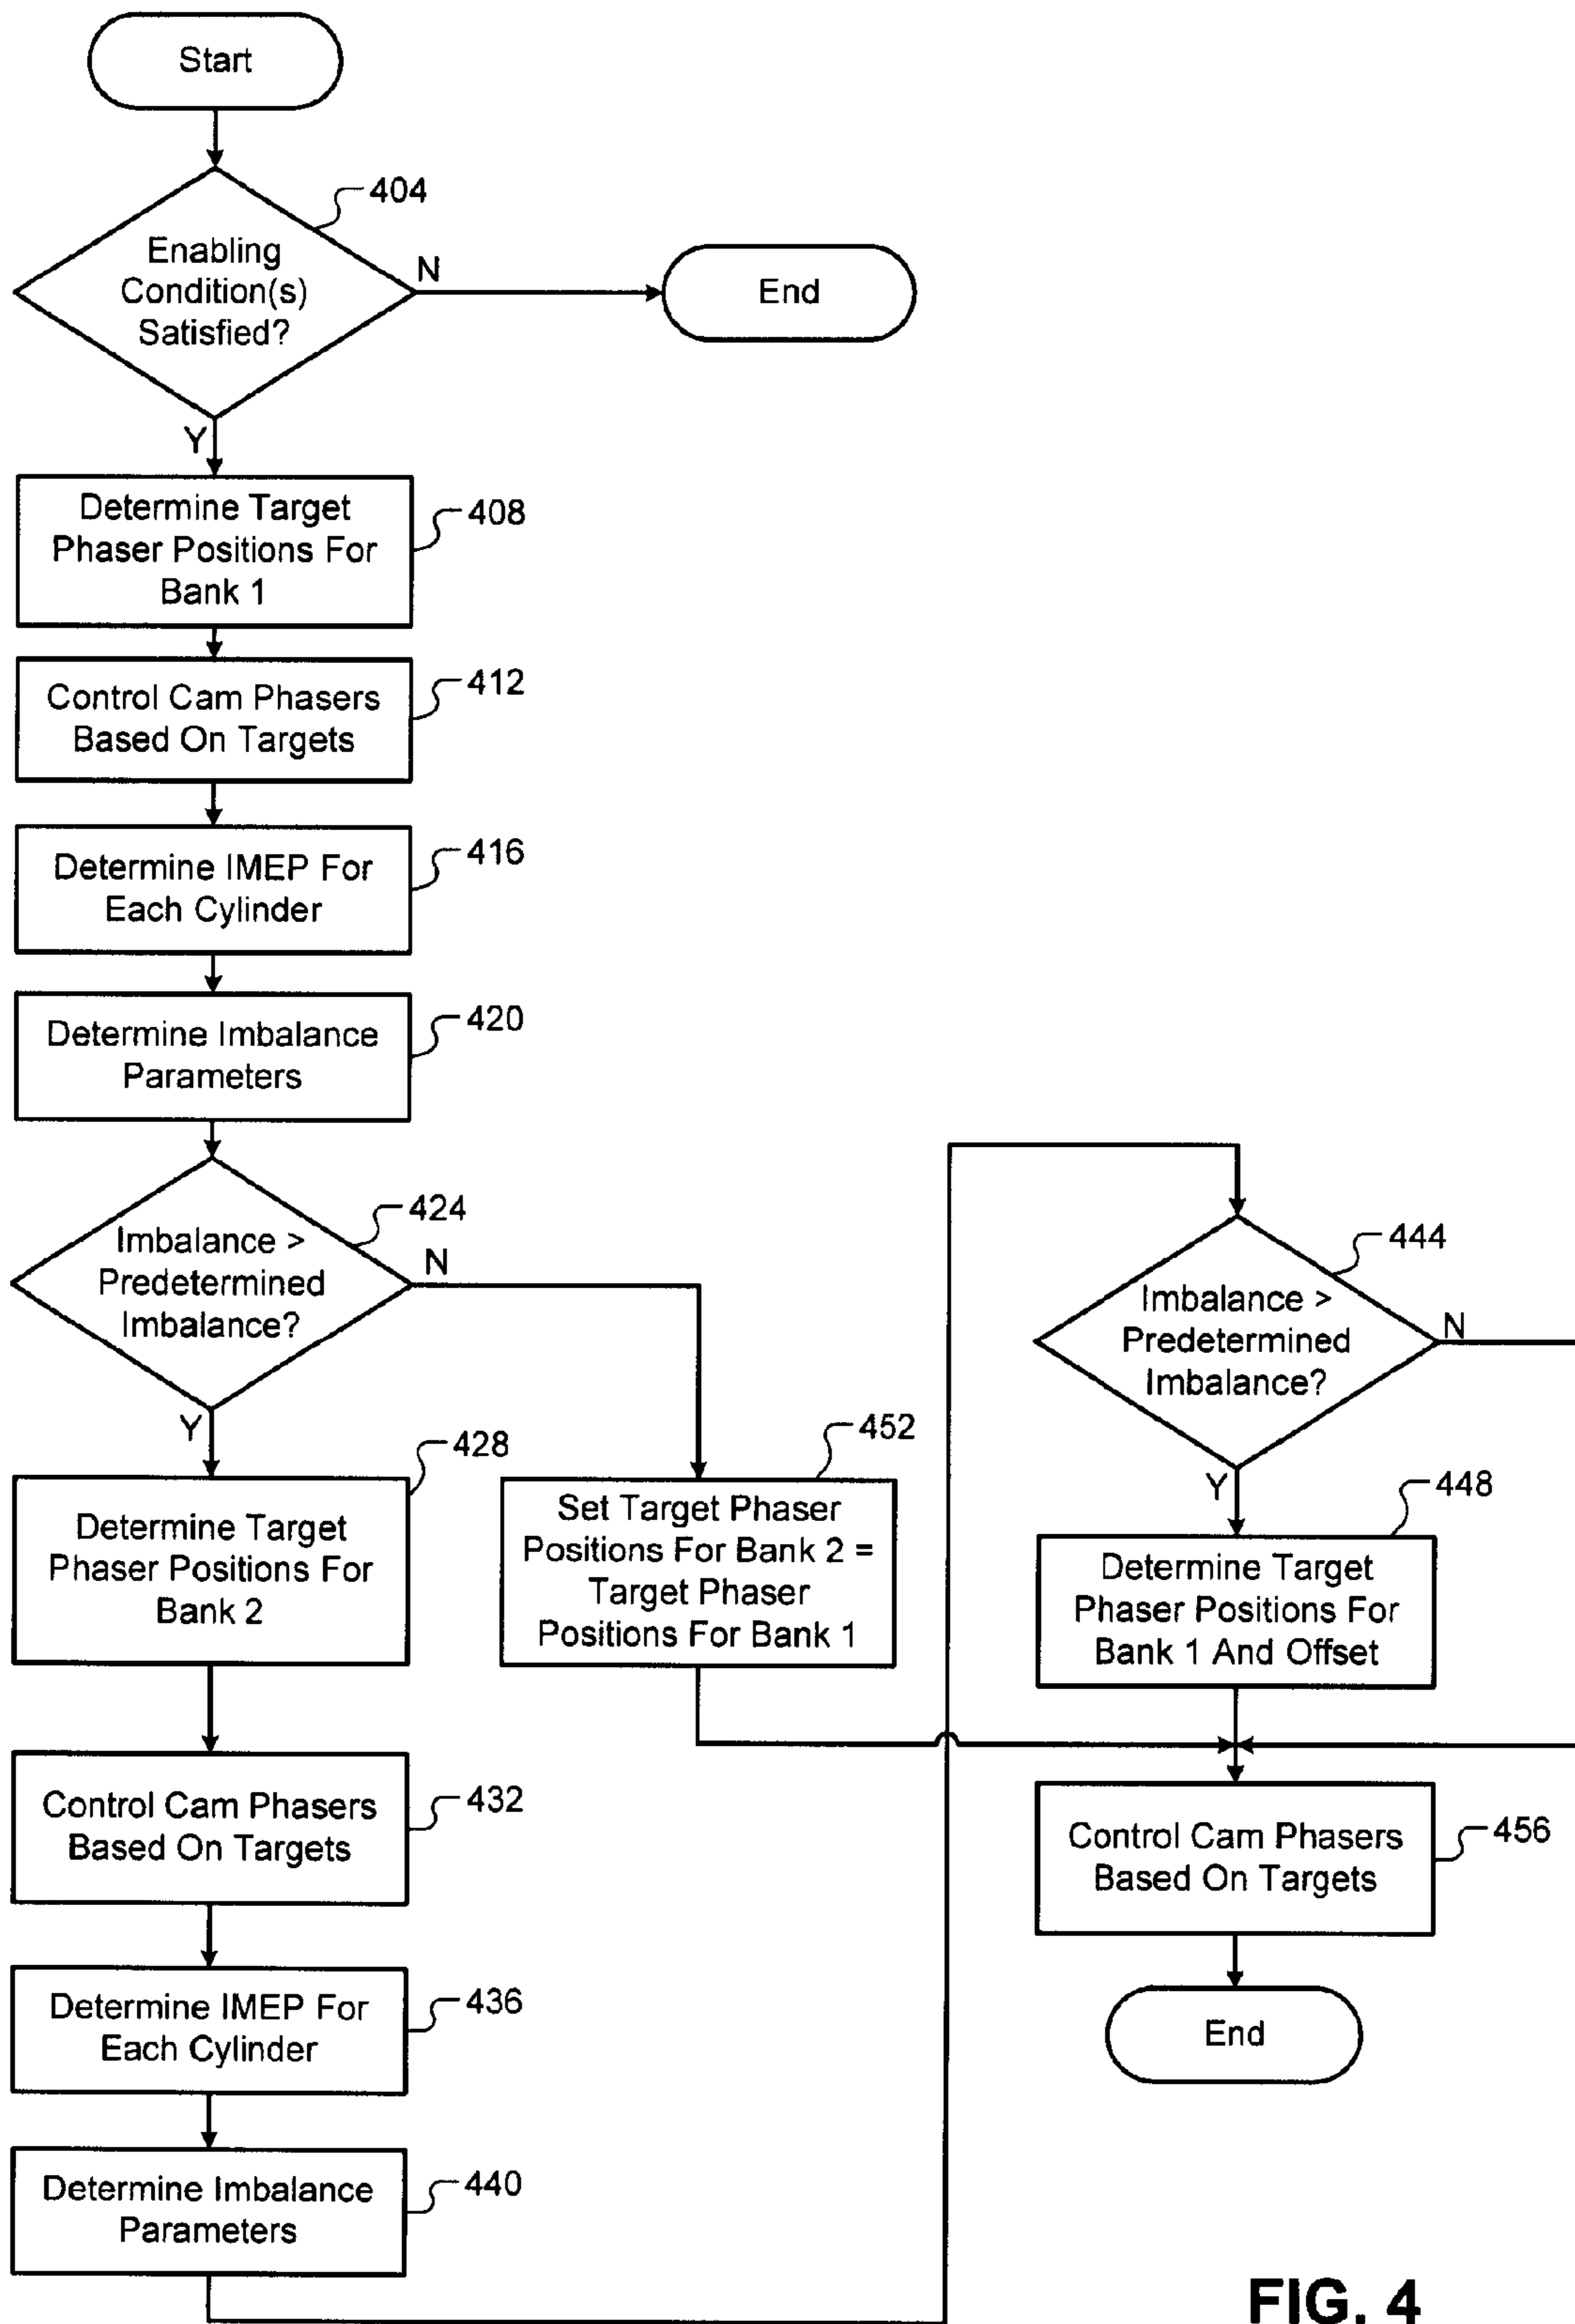 Start
404
Enabling
Condition(s)
Satisfied?
N
End
Y
Determine Target
Phaser Positions For
Bank 1
408
Control Cam Phasers
Based On Targets
412
Determine IMEP For
Each Cylinder
416
Determine Imbalance
Parameters
420
424
Imbalance >
Predetermined
Imbalance?
N
Y
428
Determine Target
Phaser Positions For
Bank 2
452
Set Target Phaser
Positions For Bank 2 =
Target Phaser
Positions For Bank 1
Control Cam Phasers
Based On Targets
432
Determine IMEP For
Each Cylinder
436
Determine Imbalance
Parameters
440
444
Imbalance >
Predetermined
Imbalance?
N
Y
448
Determine Target
Phaser Positions For
Bank 1 And Offset
Control Cam Phasers
Based On Targets
456
End
FIG. 4